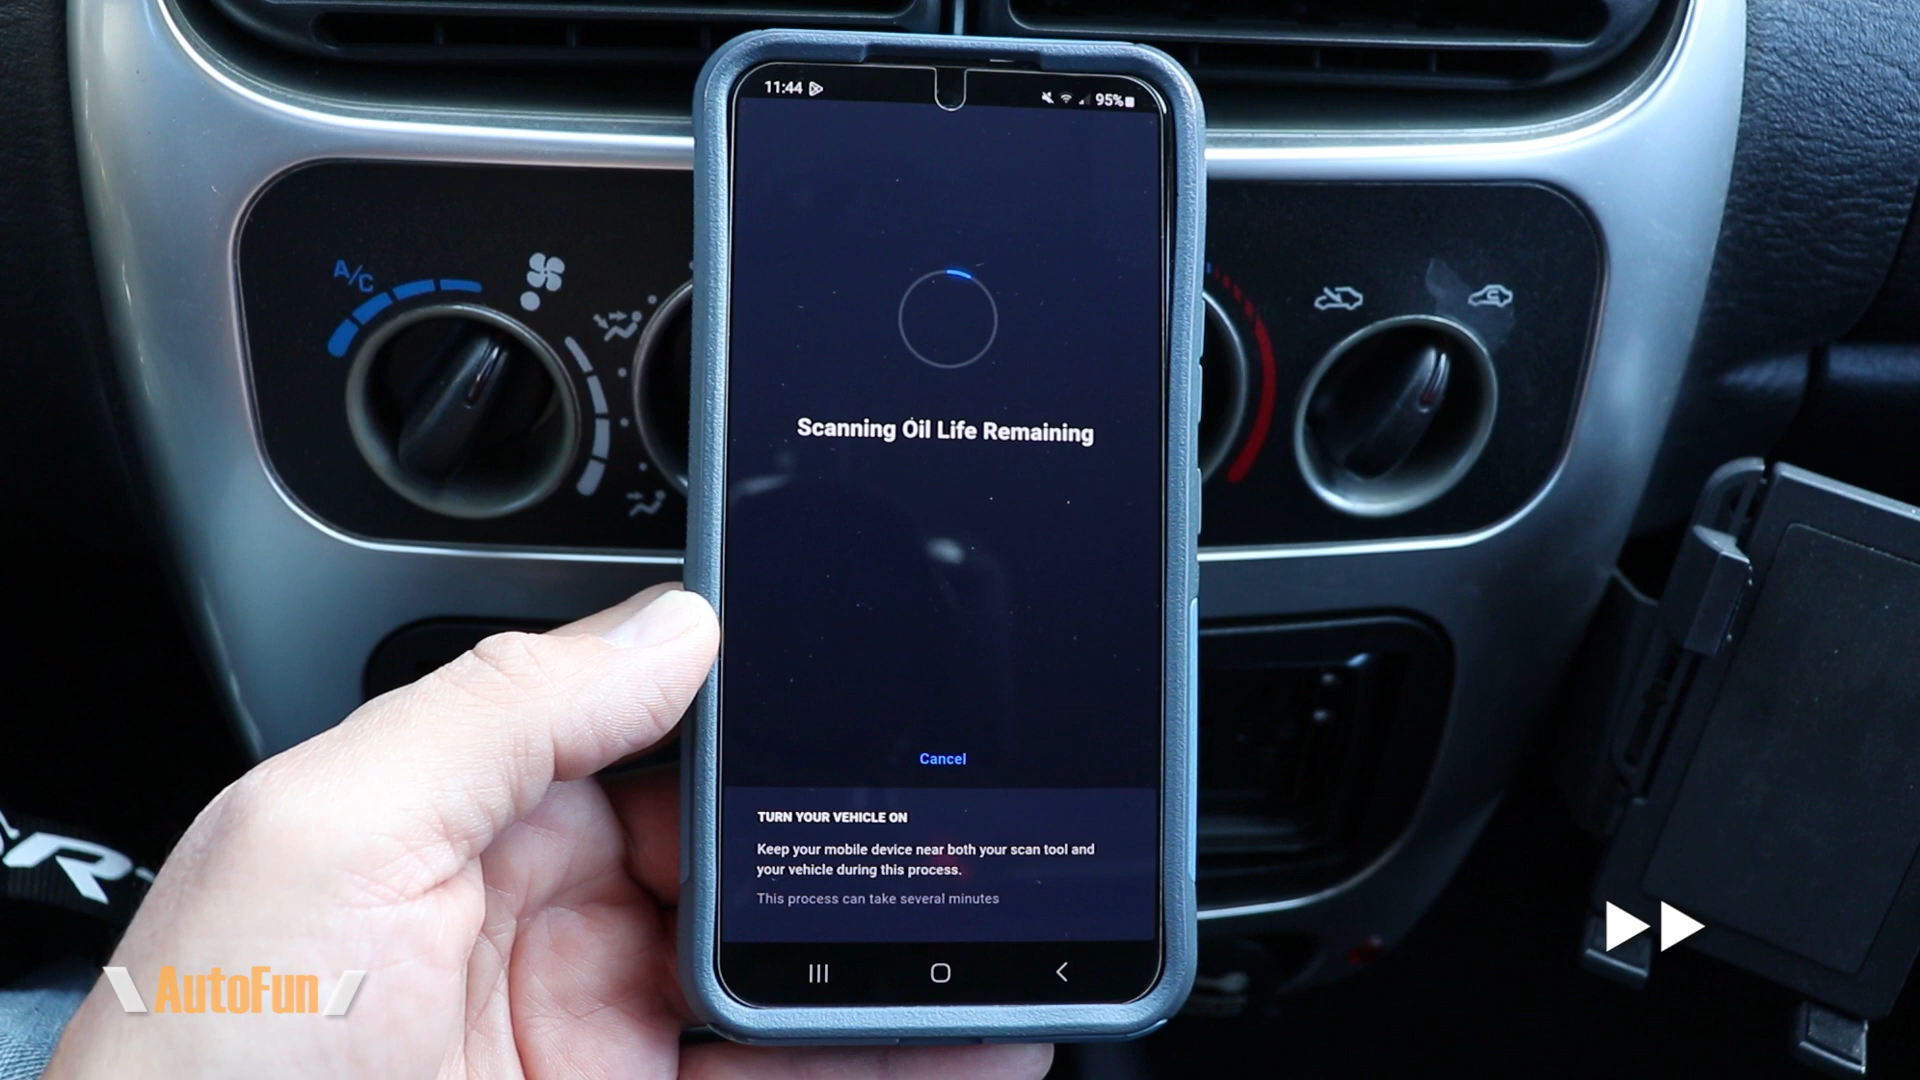 11:44
95%
A/C
Scanning Oil Life Remaining
Cancel
TURN YOUR VEHICLE ON
Keep your mobile device near both your scan tool and
your vehicle during this process.
This process can take several minutes
AutoFun